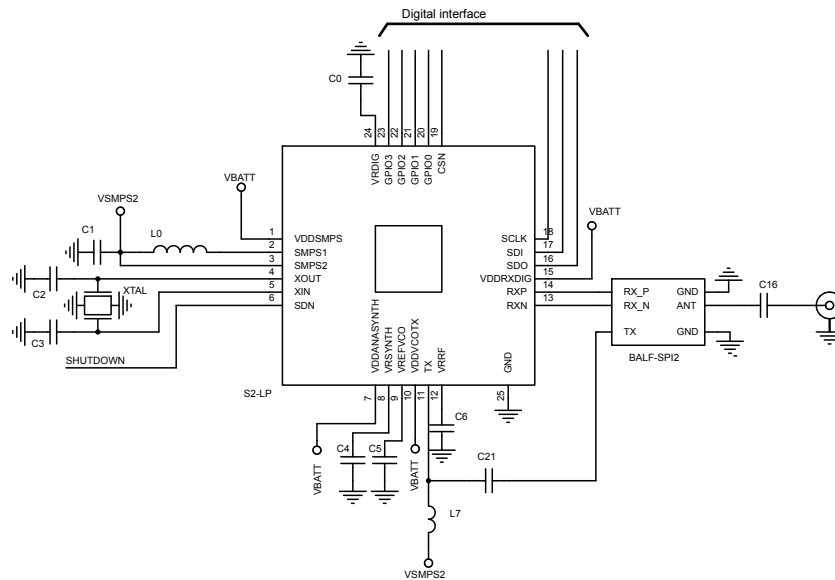 Digital interface
C0
24
23
22
21
20
19
VRDIG
GPIO3
GPIO2
GPIO1
GPIO0
CSN
VBATT
VSMPS2
C1
L0
1
2
3
4
5
6
VDDSMPS
SMPS1
SMPS2
XOUT
XIN
SDN
C2
XTAL
C3
SHUTDOWN
S2-LP
SCLK
SDI
SDO
VDDRXDIG
RXP
RXN
18
17
16
15
14
13
VBATT
RX_P
RX_N
TX
GND
ANT
GND
BALF-SPI2
C16
VDDANASYNTH
VRSYNTH
VREFVCO
VDDVCOTX
TX
VRRF
GND
7
8
9
10
11
12
25
VBATT
C4
C5
VBATT
C6
C21
L7
VSMPS2